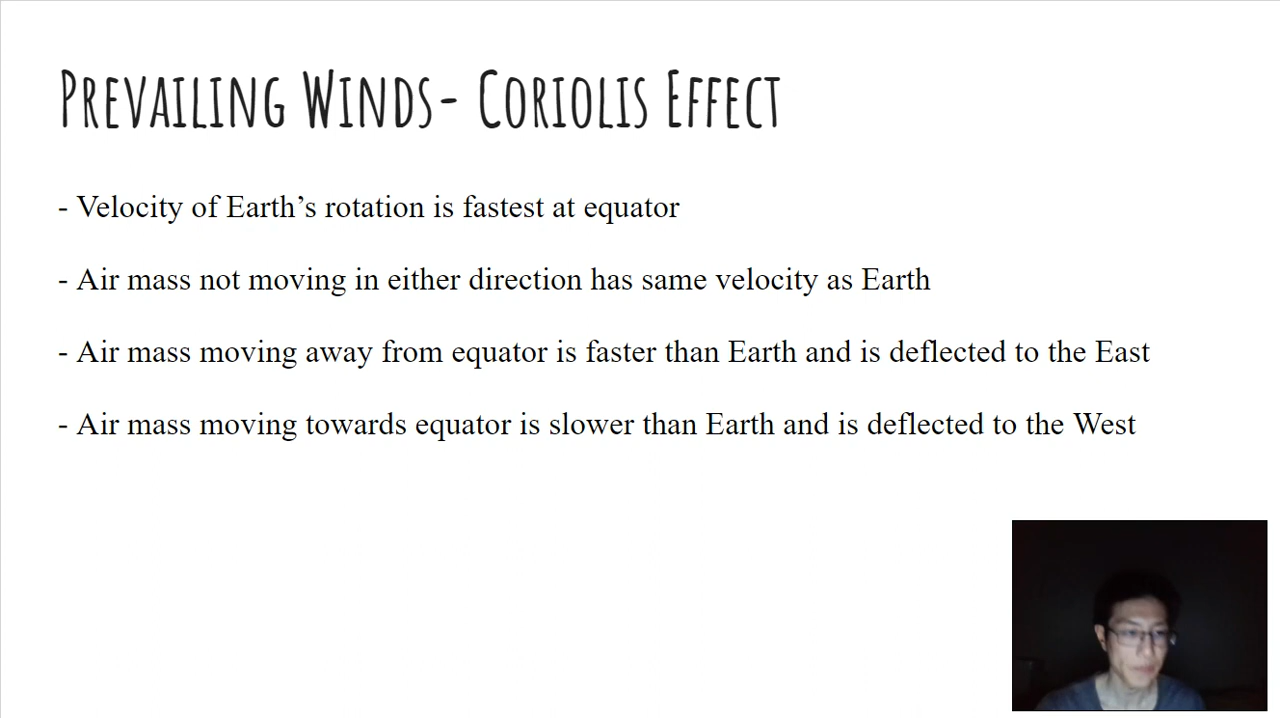 Prevailing Winds- Coriolis Effect
- Velocity of Earth’s rotation is fastest at equator
- Air mass not moving in either direction has same velocity as Earth
- Air mass moving away from equator is faster than Earth and is deflected to the East
- Air mass moving towards equator is slower than Earth and is deflected to the West